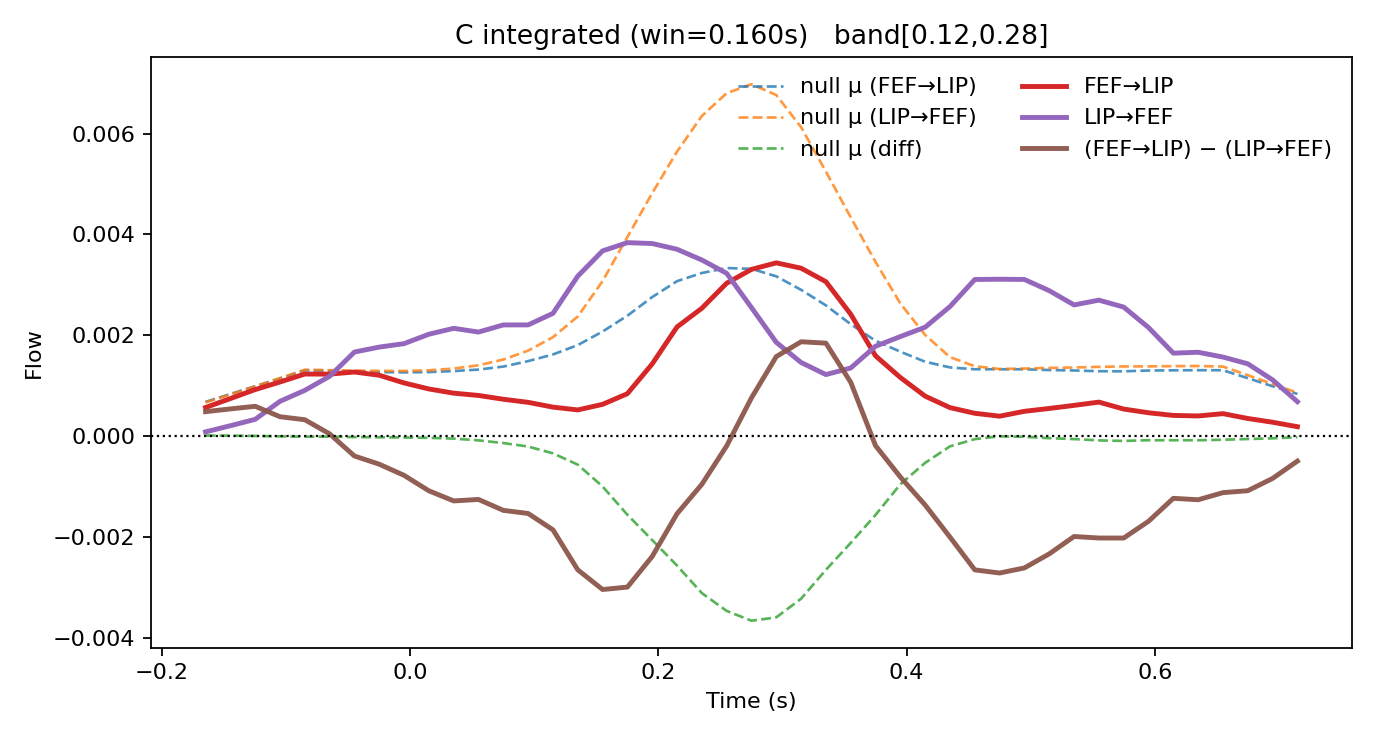 C integrated (win=0.160s)   band[0.12,0.28]
null μ (FEF→LIP)
null μ (LIP→FEF)
null μ (diff)
FEF→LIP
LIP→FEF
(FEF→LIP) − (LIP→FEF)
Flow
0.006
0.004
0.002
0.000
−0.002
−0.004
−0.2
0.0
0.2
0.4
0.6
Time (s)